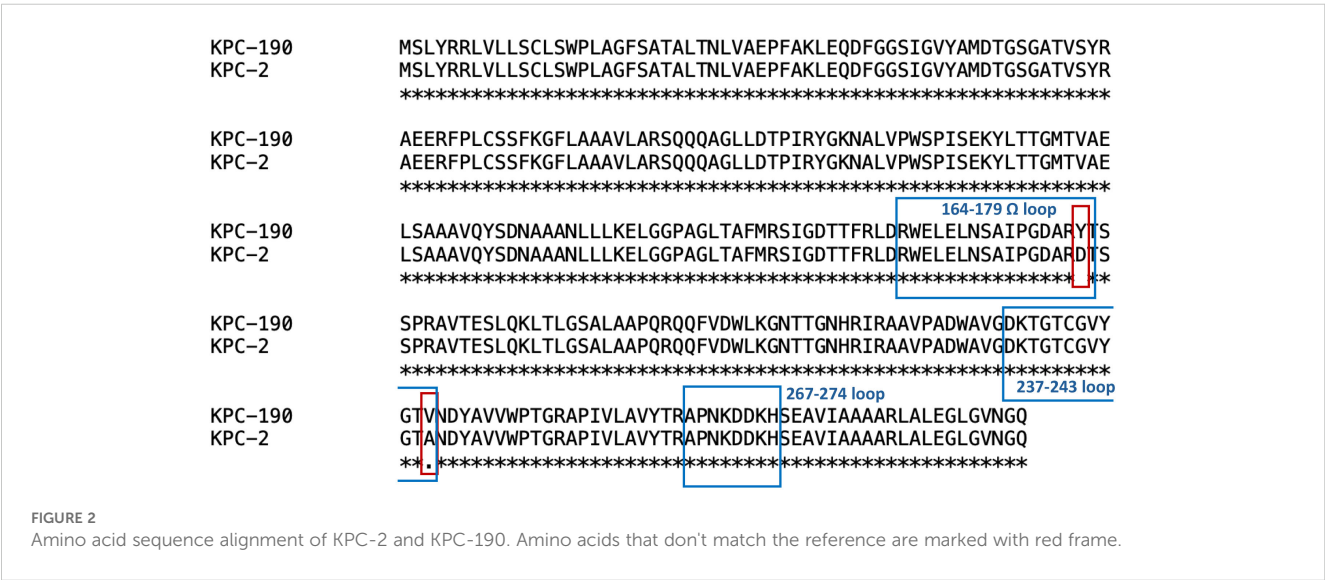 KPC-190 MSLYRRLVLLSCLSWPLAGFSATALTNLVAEPFAKLEQDFGGSIGVYAMDTGSGATVSYR
KPC-2 MSLYRRLVLLSCLSWPLAGFSATALTNLVAEPFAKLEQDFGGSIGVYAMDTGSGATVSYR
************************************************************
KPC-190 AEERFPLCSSFKGFLAAAVLARSQQQAGLLDTPIRYGKNALVPWSPISEKYLTTGMTVAE
KPC-2 AEERFPLCSSFKGFLAAAVLARSQQQAGLLDTPIRYGKNALVPWSPISEKYLTTGMTVAE
************************************************************
164-179 Ω loop
KPC-190 LSAAAVQYSDNAAANLLLKELGGPAGLTAFMRSIGDTTFRLDRWELELNSAIPGDARYTS
KPC-2 LSAAAVQYSDNAAANLLLKELGGPAGLTAFMRSIGDTTFRLDRWELELNSAIPGDARDTS
********************************************************* **
KPC-190 SPRAVTESLQKLTLGSALAAPQRQQFVDWLKGNTTGNHRIRAAVPADWAVGDKTGTCGVY
KPC-2 SPRAVTESLQKLTLGSALAAPQRQQFVDWLKGNTTGNHRIRAAVPADWAVGDKTGTCGVY
************************************************************
237-243 loop
267-274 loop
KPC-190 GTVNDYAVVWPTGRAPIVLAVYTRAPNKDDKHSEAVIAAAARLALEGLGVNGQ
KPC-2 GTANDYAVVWPTGRAPIVLAVYTRAPNKDDKHSEAVIAAAARLALEGLGVNGQ
**.**************************************************
FIGURE 2
Amino acid sequence alignment of KPC-2 and KPC-190. Amino acids that don't match the reference are marked with red frame.